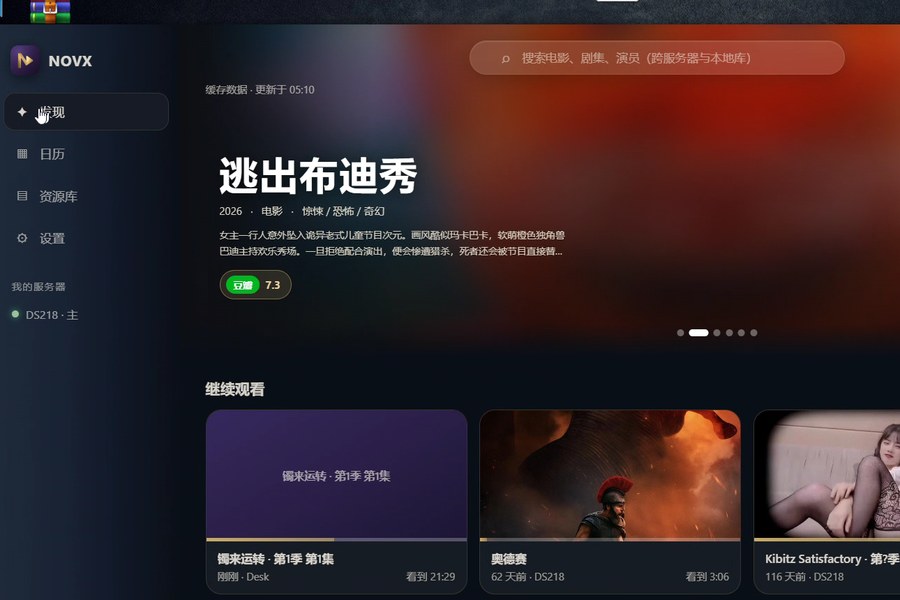 NOVX
搜索电影、剧集、演员（跨服务器与本地库）
缓存数据 · 更新于 05:10
发现
日历
资源库
设置
我的服务器
DS218 · 主
逃出布迪秀
2026 · 电影 · 惊悚 / 恐怖 / 奇幻
女主一行人意外坠入诡异老式儿童节目次元。画风酷似玛卡巴卡，软萌橙色独角兽
巴迪主持欢乐秀场。一旦拒绝配合演出，便会惨遭猎杀，死者还会被节目直接替...
豆瓣 7.3
继续观看
镯来运转 · 第1季 第1集
镯来运转 · 第1季 第1集
刚刚 · Desk 看到 21:29
奥德赛
62 天前 · DS218 看到 3:06
Kibitz Satisfactory · 第?季
116 天前 · DS218